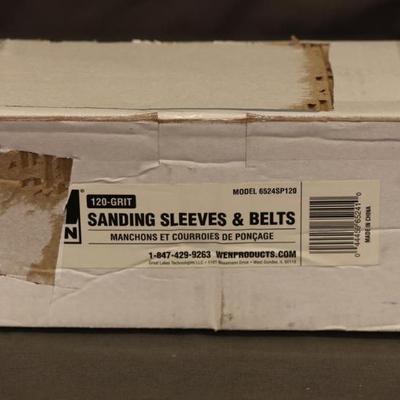 120-GRIT
MODEL 6524SP120
SANDING SLEEVES & BELTS
MANCHONS ET COURROIES DE PONÇAGE
1-847-429-9263 WENPRODUCTS.COM
MADE IN CHINA